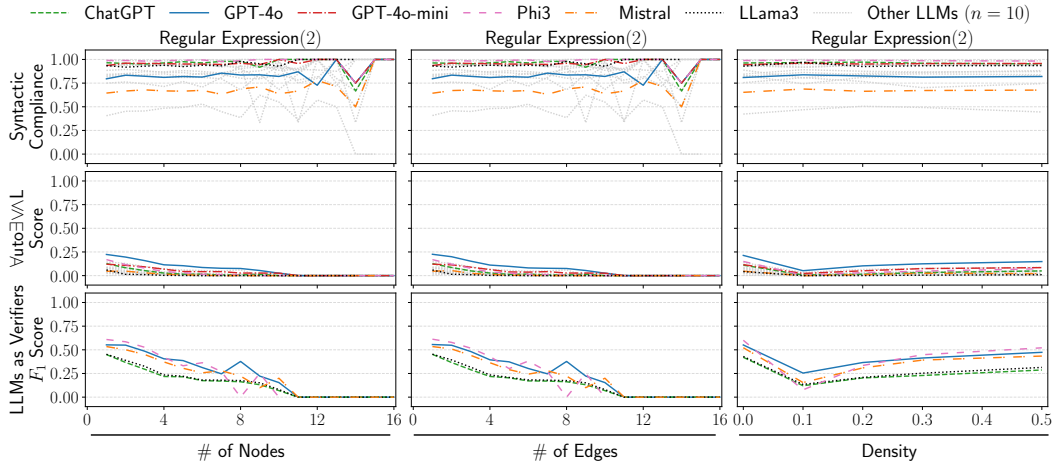 ChatGPT GPT-4o GPT-4o-mini Phi3 Mistral LLama3 Other LLMs (n = 10)
Regular Expression(2) Regular Expression(2) Regular Expression(2)
Syntactic
Compliance
1.00
0.75
0.50
0.25
0.00
∀uto∃∨∧L
Score
1.00
0.75
0.50
0.25
0.00
LLMs as Verifiers
F₁ Score
1.00
0.75
0.50
0.25
0.00
0 4 8 12 16
0 4 8 12 16
0.0 0.1 0.2 0.3 0.4 0.5
# of Nodes # of Edges Density